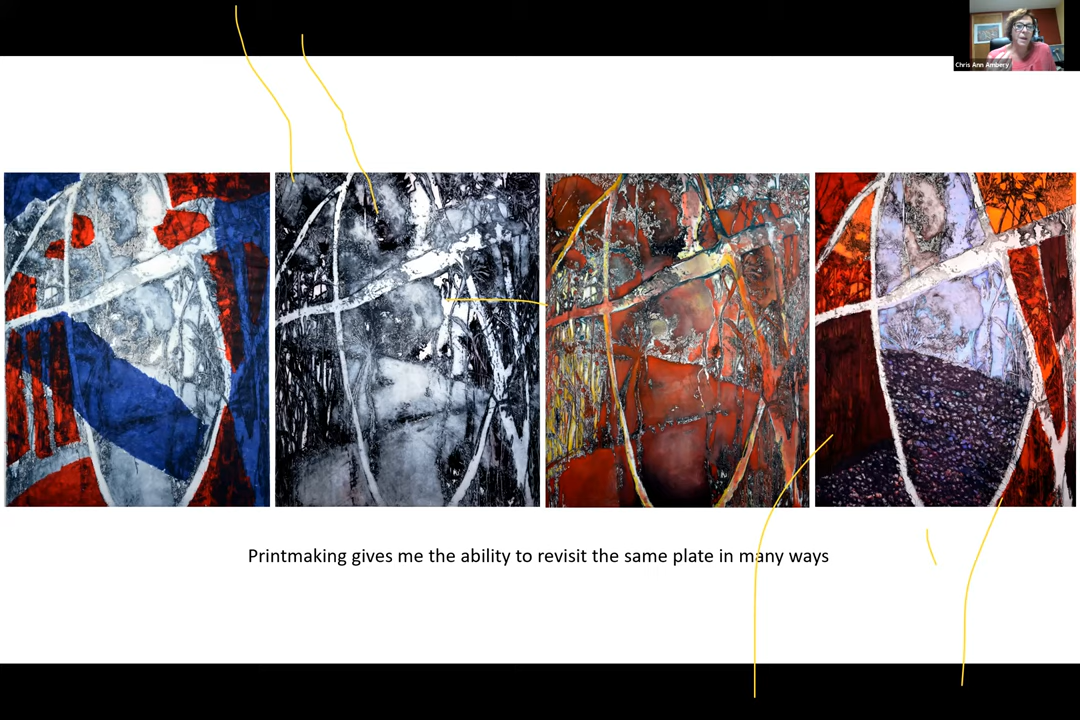 Chris Ann Ambery
Printmaking gives me the ability to revisit the same plate in many ways